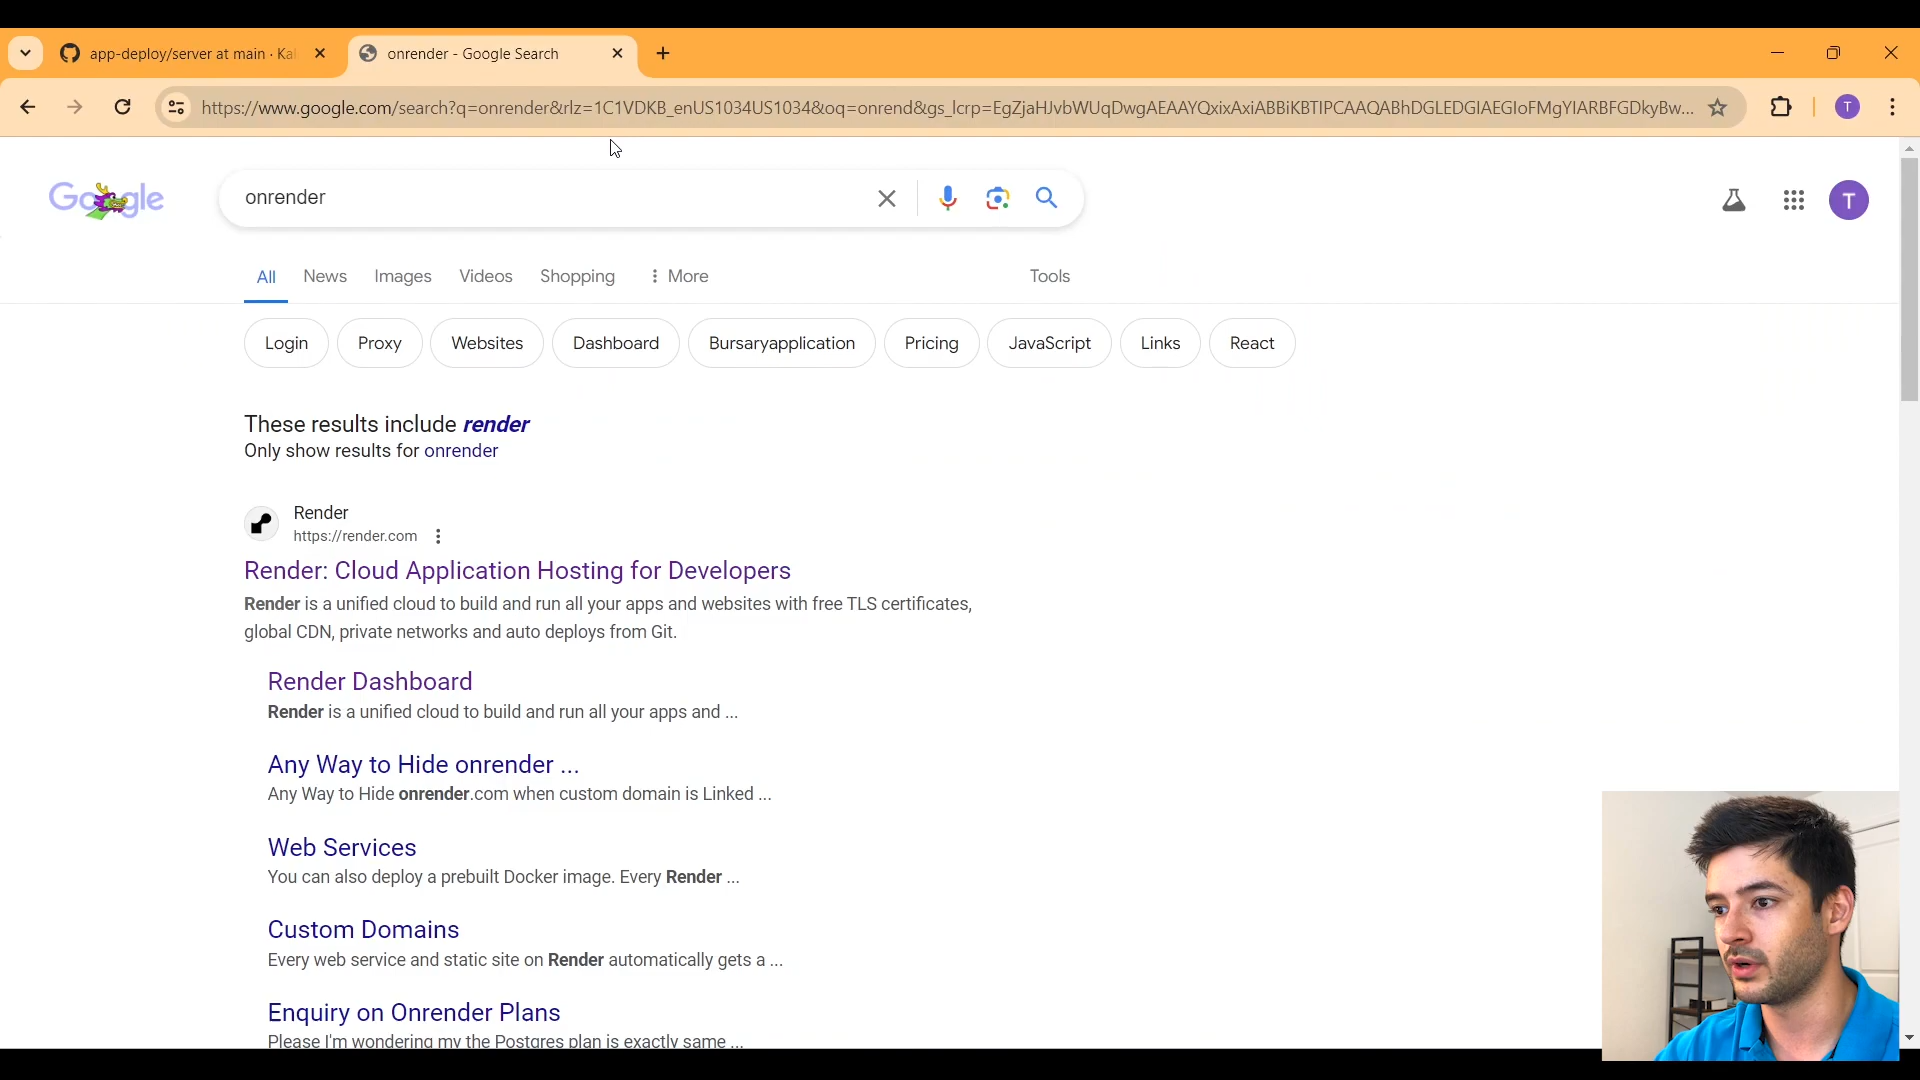 app-deploy/server at main · Ka
onrender - Google Search
https://www.google.com/search?q=onrender&rlz=1C1VDKB_enUS1034US1034&oq=onrend&gs_lcrp=EgZjaHJvbWUqDwgAEAAYQxixAxiABBiKBTIPCAAQABhDGLEDGIAEGIoFMgYIARBFGDkyBw...
T
Google
onrender
T
All
News
Images
Videos
Shopping
More
Tools
Login
Proxy
Websites
Dashboard
Bursaryapplication
Pricing
JavaScript
Links
React
These results include render
Only show results for onrender
Render
https://render.com
Render: Cloud Application Hosting for Developers
Render is a unified cloud to build and run all your apps and websites with free TLS certificates,
global CDN, private networks and auto deploys from Git.
Render Dashboard
Render is a unified cloud to build and run all your apps and ...
Any Way to Hide onrender ...
Any Way to Hide onrender.com when custom domain is Linked ...
Web Services
You can also deploy a prebuilt Docker image. Every Render ...
Custom Domains
Every web service and static site on Render automatically gets a ...
Enquiry on Onrender Plans
Please I'm wondering my the Postgres plan is exactly same ...